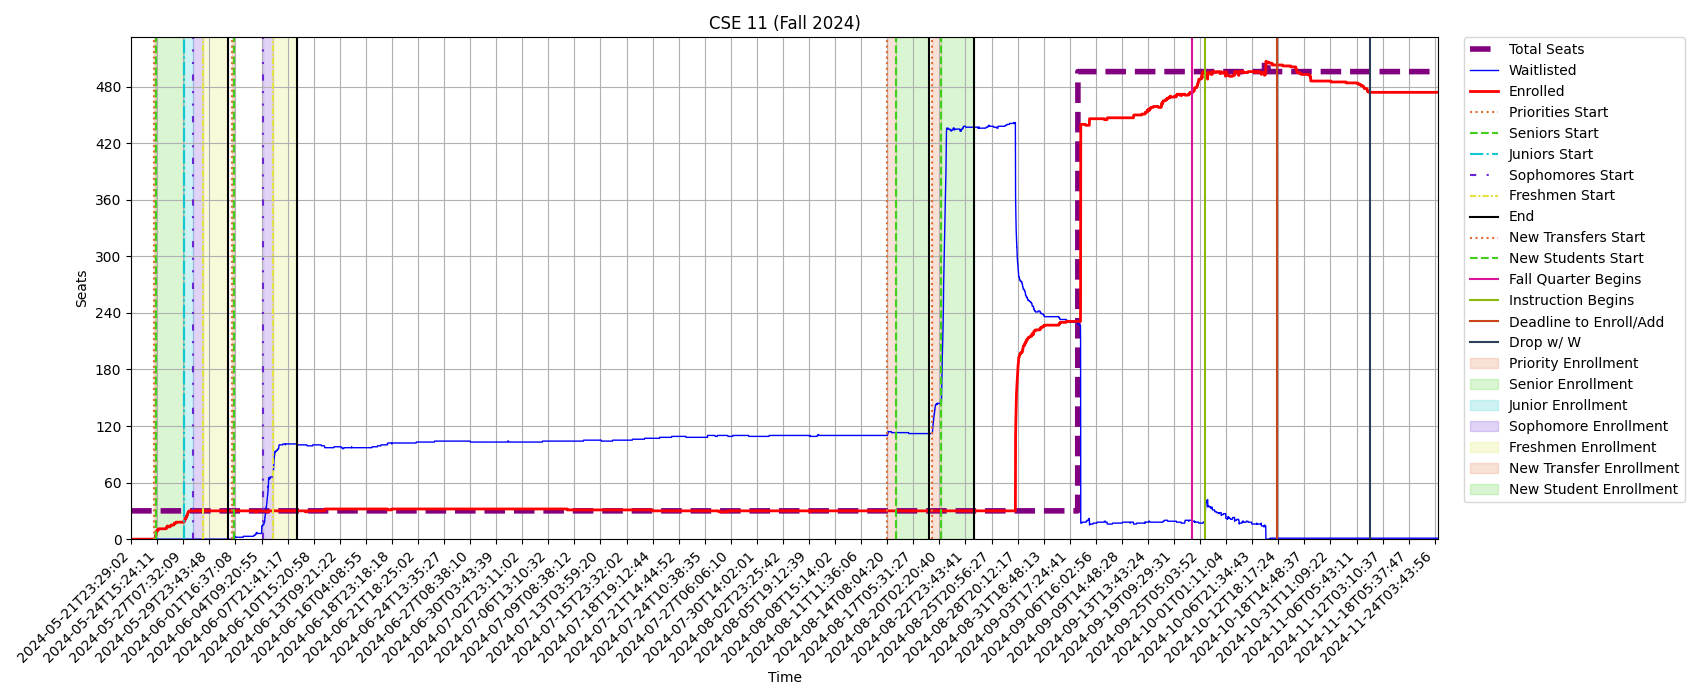 CSE 11 (Fall 2024)
Seats
480
420
360
300
240
180
120
60
0
2024-05-21T23:29:02
2024-05-24T15:24:11
2024-05-27T07:32:09
2024-05-29T23:43:48
2024-06-01T16:37:08
2024-06-04T09:20:55
2024-06-07T21:41:17
2024-06-10T15:20:58
2024-06-13T09:21:22
2024-06-16T04:08:55
2024-06-18T23:18:18
2024-06-21T18:25:02
2024-06-24T13:35:27
2024-06-27T08:38:10
2024-06-30T03:43:39
2024-07-02T23:11:02
2024-07-06T13:10:32
2024-07-09T08:38:12
2024-07-13T03:59:20
2024-07-15T23:32:02
2024-07-18T19:12:44
2024-07-21T14:44:52
2024-07-24T10:38:35
2024-07-27T06:06:10
2024-07-30T14:02:01
2024-08-02T23:25:42
2024-08-05T19:12:39
2024-08-08T15:14:02
2024-08-11T11:36:06
2024-08-14T08:04:20
2024-08-17T05:31:27
2024-08-20T02:20:40
2024-08-22T23:43:41
2024-08-25T20:56:27
2024-08-28T20:12:17
2024-08-31T18:48:13
2024-09-03T17:24:41
2024-09-06T16:02:56
2024-09-09T14:48:28
2024-09-13T13:43:24
2024-09-19T09:29:31
2024-09-25T05:03:52
2024-10-01T01:11:04
2024-10-06T21:34:43
2024-10-12T18:17:24
2024-10-18T14:48:37
2024-10-31T11:09:22
2024-11-06T05:43:11
2024-11-12T03:10:37
2024-11-18T05:37:47
2024-11-24T03:43:56
Time
Total Seats
Waitlisted
Enrolled
Priorities Start
Seniors Start
Juniors Start
Sophomores Start
Freshmen Start
End
New Transfers Start
New Students Start
Fall Quarter Begins
Instruction Begins
Deadline to Enroll/Add
Drop w/ W
Priority Enrollment
Senior Enrollment
Junior Enrollment
Sophomore Enrollment
Freshmen Enrollment
New Transfer Enrollment
New Student Enrollment